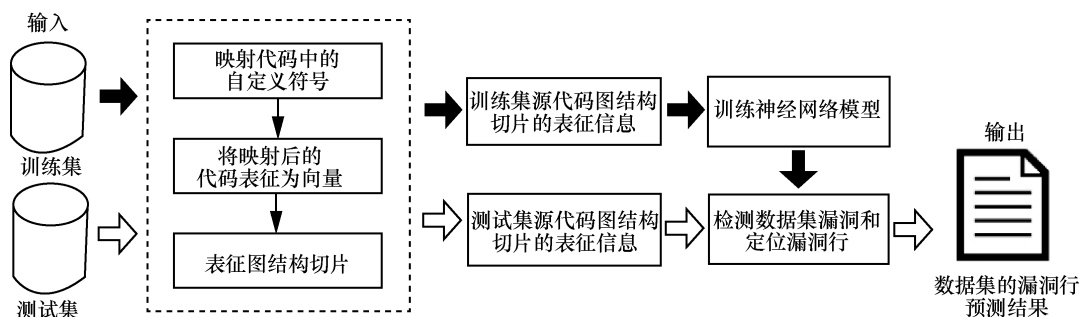 输入
训练集
测试集
映射代码中的
自定义符号
将映射后的
代码表征为向量
表征图结构切片
训练集源代码图结构
切片的表征信息
测试集源代码图结构
切片的表征信息
训练神经网络模型
检测数据集漏洞和
定位漏洞行
输出
数据集的漏洞行
预测结果